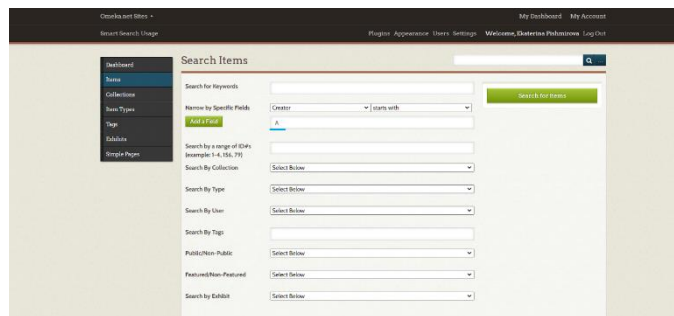 Omeka.net Sites
My Dashboard My Account
Smart Search Usage
Plugins Appearance Users Settings Welcome, Ekaterina Pishmirova Log Out
Dashboard
Items
Collections
Item Types
Tags
Exhibits
Simple Pages
Search Items
Search for Keywords
Search for items
Narrow by Specific Fields
Creator starts with
Add a Field
A
Search by a range of ID#s
(example: 1-4, 156, 79)
Search By Collection Select Below
Search By Type Select Below
Search By User Select Below
Search By Tags
Public/Non-Public Select Below
Featured/Non-Featured Select Below
Search by Exhibit Select Below